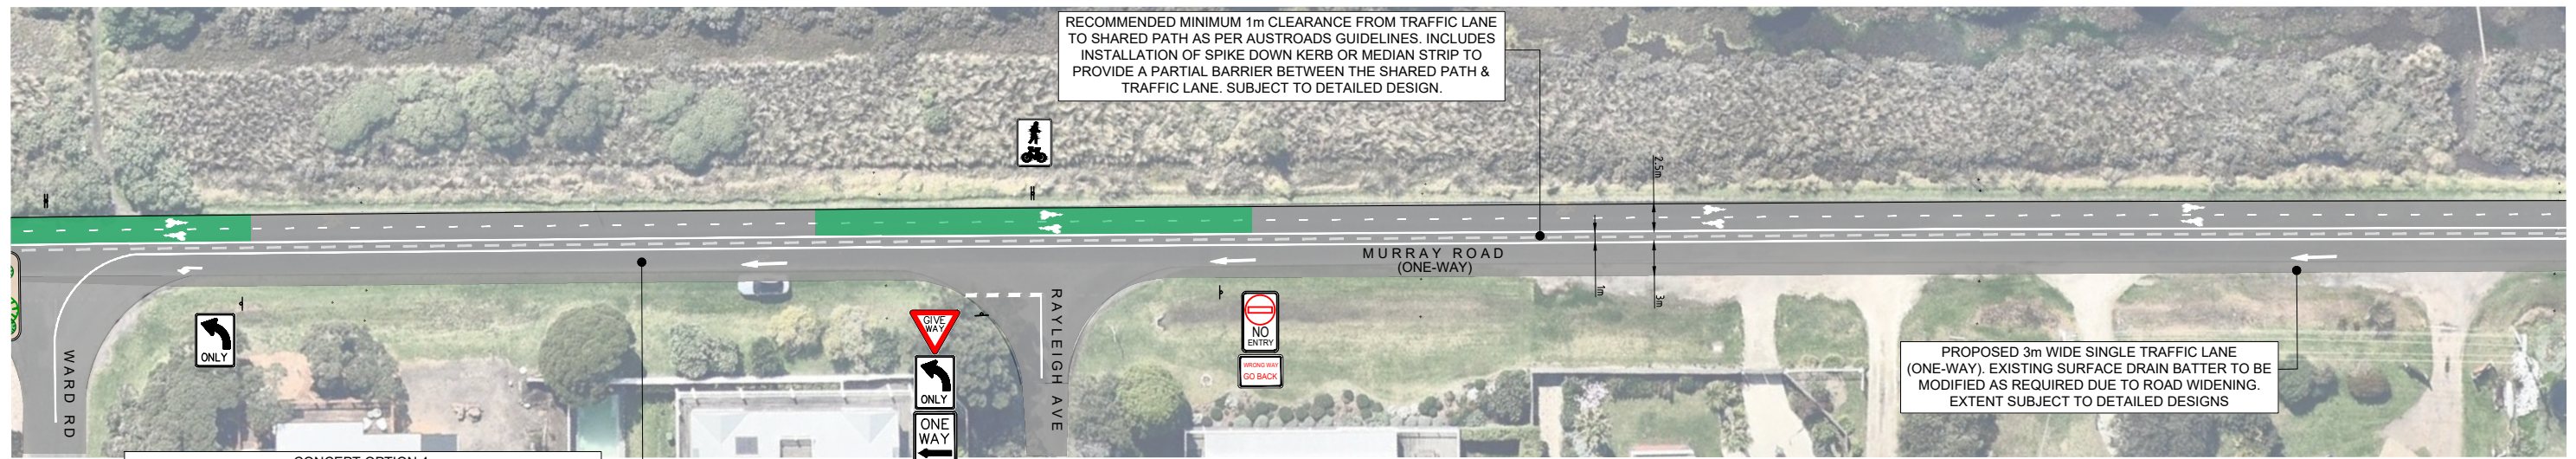 RECOMMENDED MINIMUM 1m CLEARANCE FROM TRAFFIC LANE
TO SHARED PATH AS PER AUSTROADS GUIDELINES. INCLUDES
INSTALLATION OF SPIKE DOWN KERB OR MEDIAN STRIP TO
PROVIDE A PARTIAL BARRIER BETWEEN THE SHARED PATH &
TRAFFIC LANE. SUBJECT TO DETAILED DESIGN.
2.5m
MURRAY ROAD
(ONE-WAY)
1m
3m
WARD RD
ONLY
GIVE
WAY
ONLY
ONE
WAY
RAYLEIGH AVE
NO
ENTRY
WRONG WAY
GO BACK
PROPOSED 3m WIDE SINGLE TRAFFIC LANE
(ONE-WAY). EXISTING SURFACE DRAIN BATTER TO BE
MODIFIED AS REQUIRED DUE TO ROAD WIDENING.
EXTENT SUBJECT TO DETAILED DESIGNS
CONCEPT OPTION